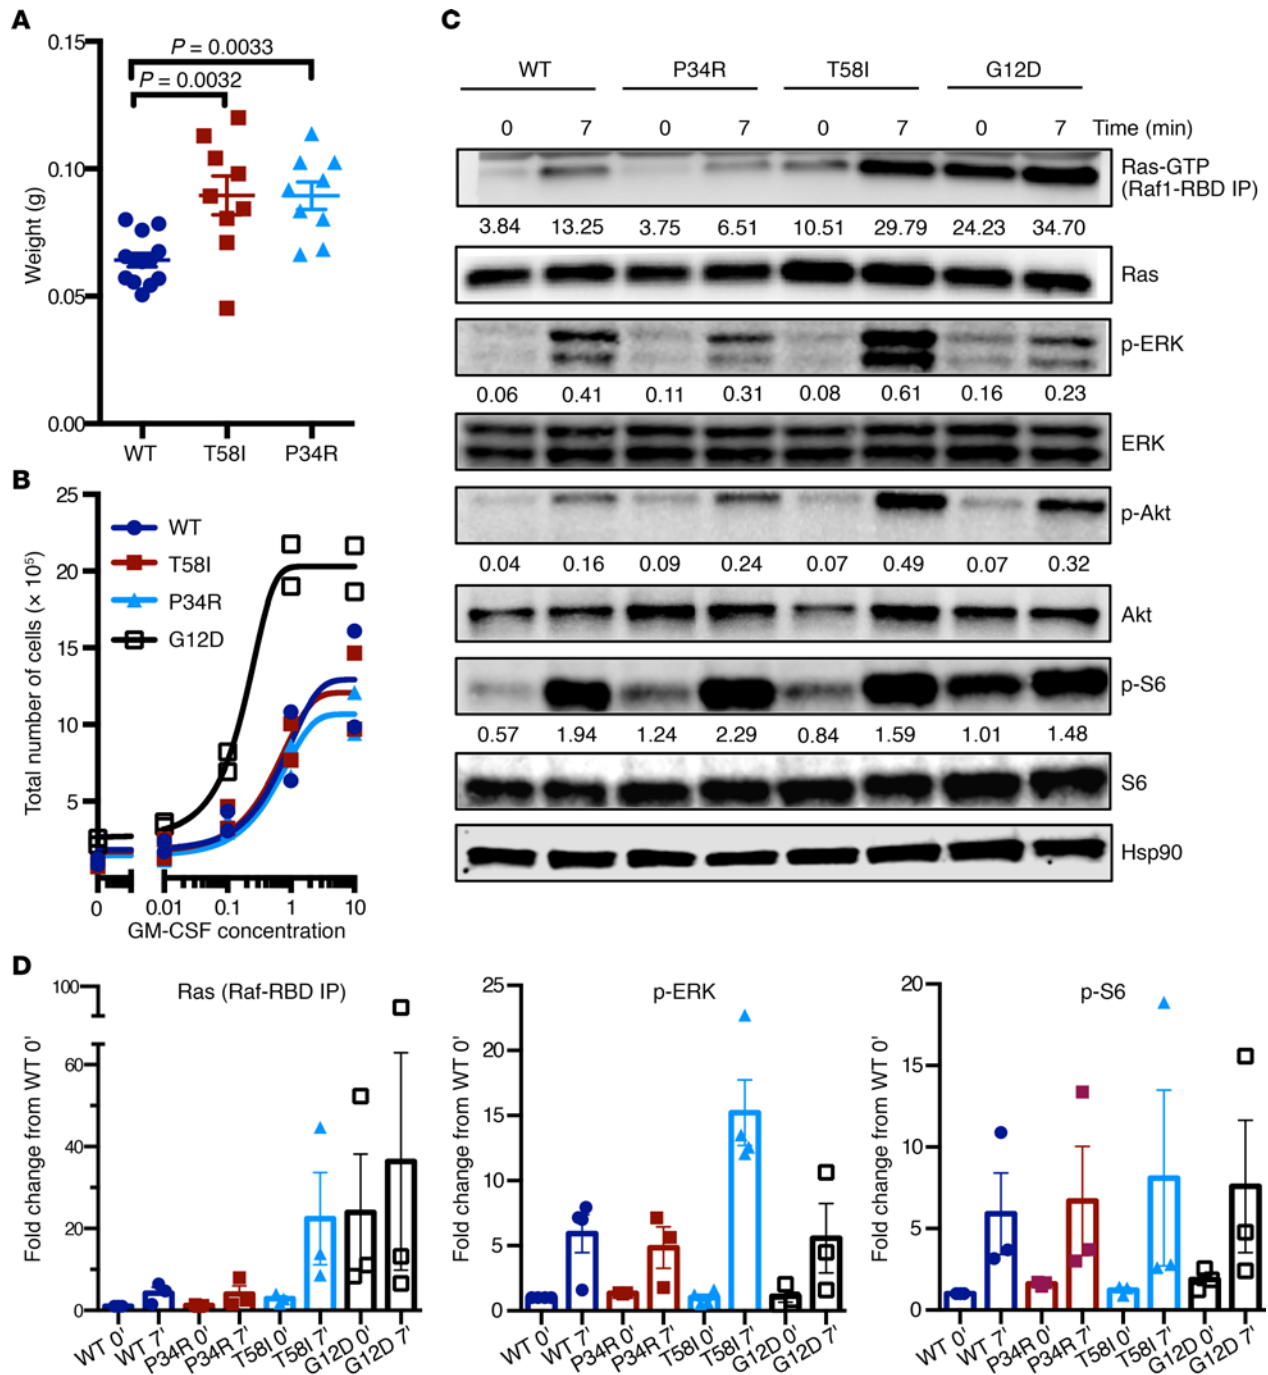 A
0.15
0.10
0.05
0.00
Weight (g)
P = 0.0033
P = 0.0032
WT T58I P34R
B
25
20
15
10
5
Total number of cells (× 10⁵)
WT
T58I
P34R
G12D
0 0.01 0.1 1 10
GM-CSF concentration
C
WT P34R T58I G12D
0 7 0 7 0 7 0 7 Time (min)
Ras-GTP
(Raf1-RBD IP)
3.84 13.25 3.75 6.51 10.51 29.79 24.23 34.70
Ras
p-ERK
0.06 0.41 0.11 0.31 0.08 0.61 0.16 0.23
ERK
p-Akt
0.04 0.16 0.09 0.24 0.07 0.49 0.07 0.32
Akt
p-S6
0.57 1.94 1.24 2.29 0.84 1.59 1.01 1.48
S6
Hsp90
D
Ras (Raf-RBD IP)
100
60
40
20
0
Fold change from WT 0'
WT 0' WT 7' P34R 0' P34R 7' T58I 0' T58I 7' G12D 0' G12D 7'
p-ERK
25
20
15
10
5
0
Fold change from WT 0'
WT 0' WT 7' P34R 0' P34R 7' T58I 0' T58I 7' G12D 0' G12D 7'
p-S6
20
15
10
5
0
Fold change from WT 0'
WT 0' WT 7' P34R 0' P34R 7' T58I 0' T58I 7' G12D 0' G12D 7'